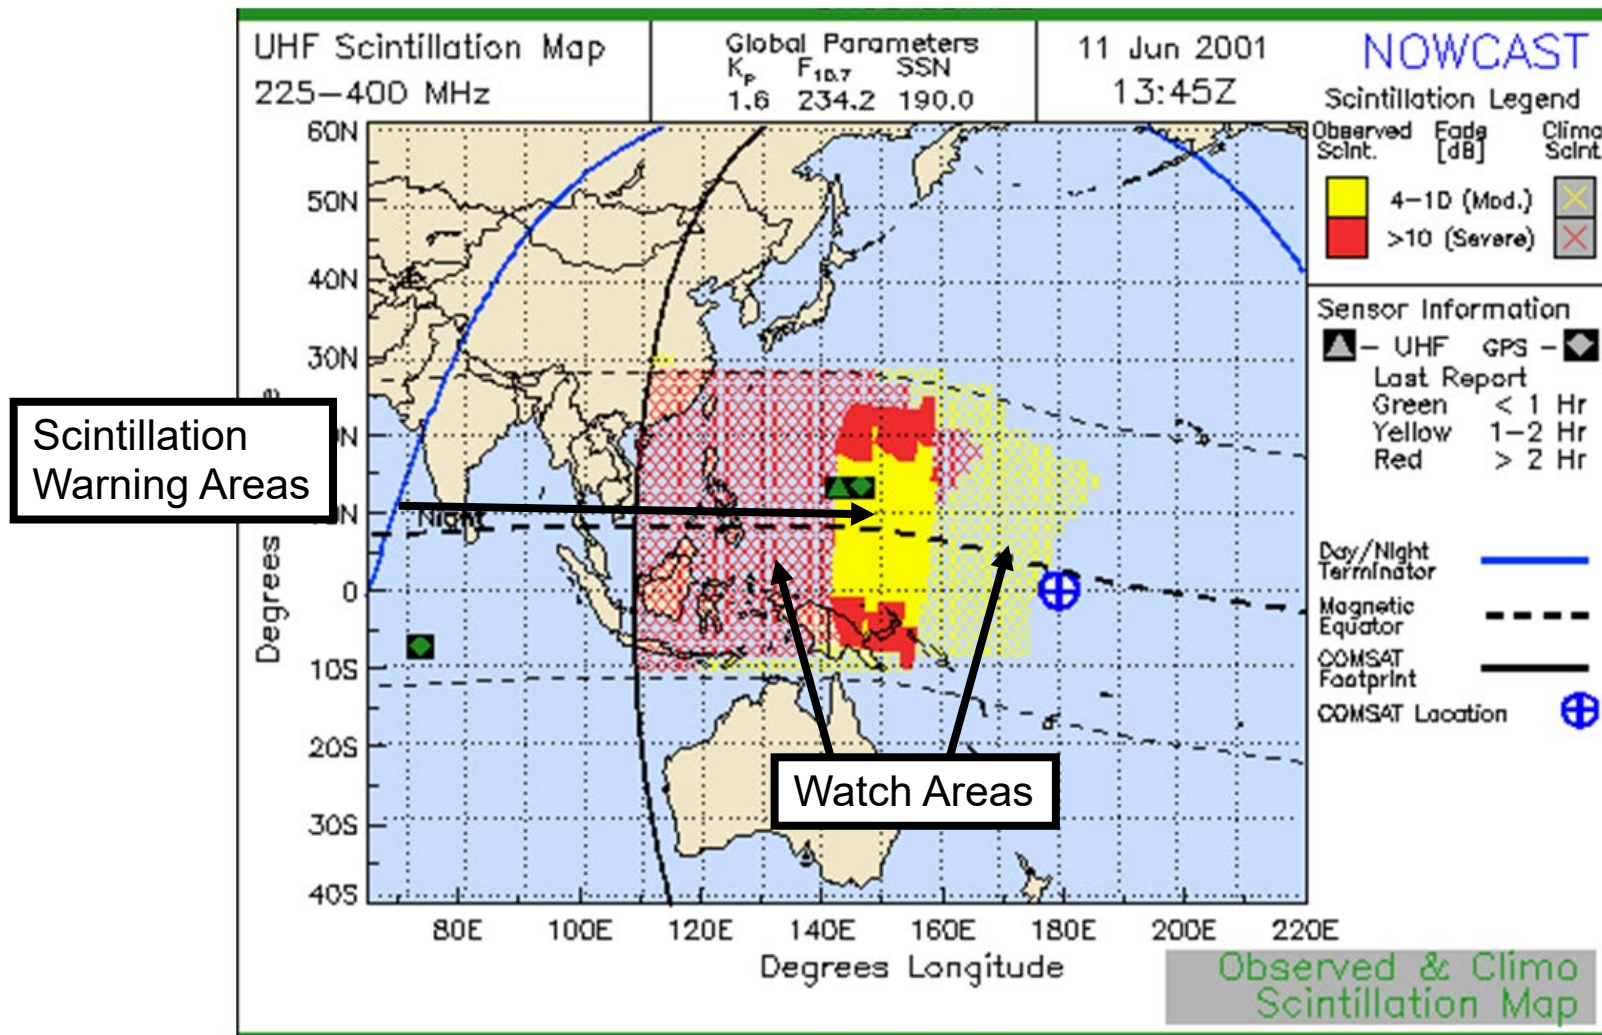 UHF Scintillation Map
225-400 MHz
Global Parameters
Kp F10.7 SSN
1.6 234.2 190.0
11 Jun 2001
13:45Z
NOWCAST
Scintillation Legend
Observed Fade Climo
Scint. [dB] Scint.
4-10 (Mod.)
>10 (Severe)
Sensor Information
- UHF GPS -
Last Report
Green < 1 Hr
Yellow 1-2 Hr
Red > 2 Hr
Day/Night
Terminator
Magnetic
Equator
COMSAT
Footprint
COMSAT Location
60N
50N
40N
30N
0
10S
20S
30S
40S
Degrees
Night
Scintillation
Warning Areas
Watch Areas
80E 100E 120E 140E 160E 180E 200E 220E
Degrees Longitude
Observed & Climo
Scintillation Map